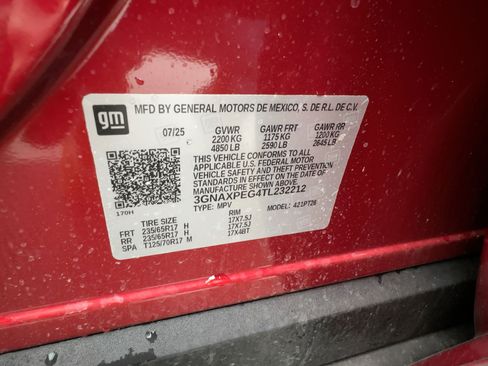 gm
MFD BY GENERAL MOTORS DE MEXICO, S. DE R.L. DE C.V.
07/25 GVWR GAWR FRT GAWR RR
2200 KG 1175 KG 1200 KG
4850 LB 2590 LB 2645 LB
THIS VEHICLE CONFORMS TO ALL
APPLICABLE U.S. FEDERAL MOTOR
VEHICLE SAFETY, BUMPER, AND
THEFT PREVENTION STANDARDS
IN EFFECT ON THE DATE OF
MANUFACTURE SHOWN ABOVE.
3GNAXPEG4TL232212
170H TYPE: MPV MODEL: 421PT26
TIRE SIZE RIM
FRT 235/65R17 H 17X7.5J
RR 235/65R17 H 17X7.5J
SPA T125/70R17 M 17X4BT